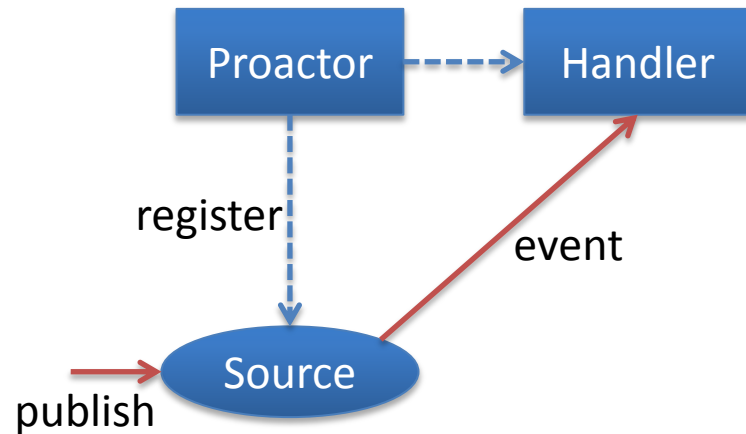 Proactor
Handler
register
event
Source
publish